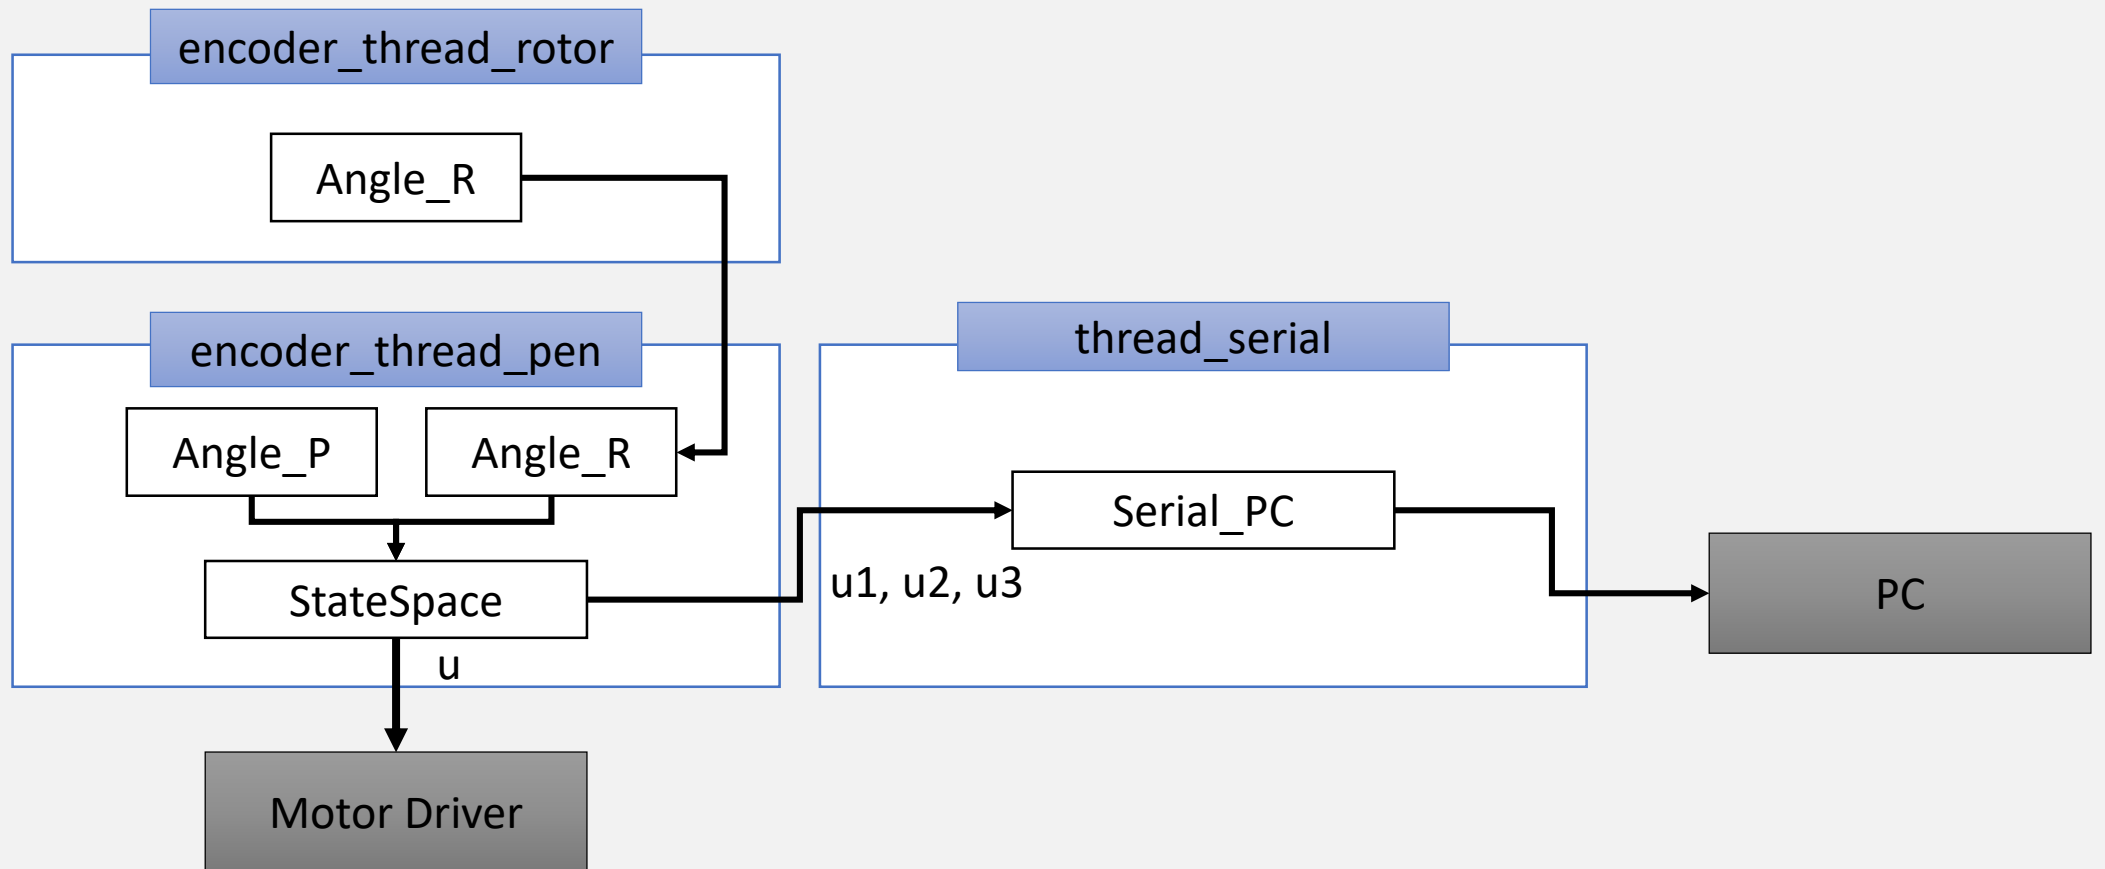 encoder_thread_rotor
Angle_R
encoder_thread_pen
Angle_P
Angle_R
StateSpace
u
Motor Driver
thread_serial
Serial_PC
u1, u2, u3
PC